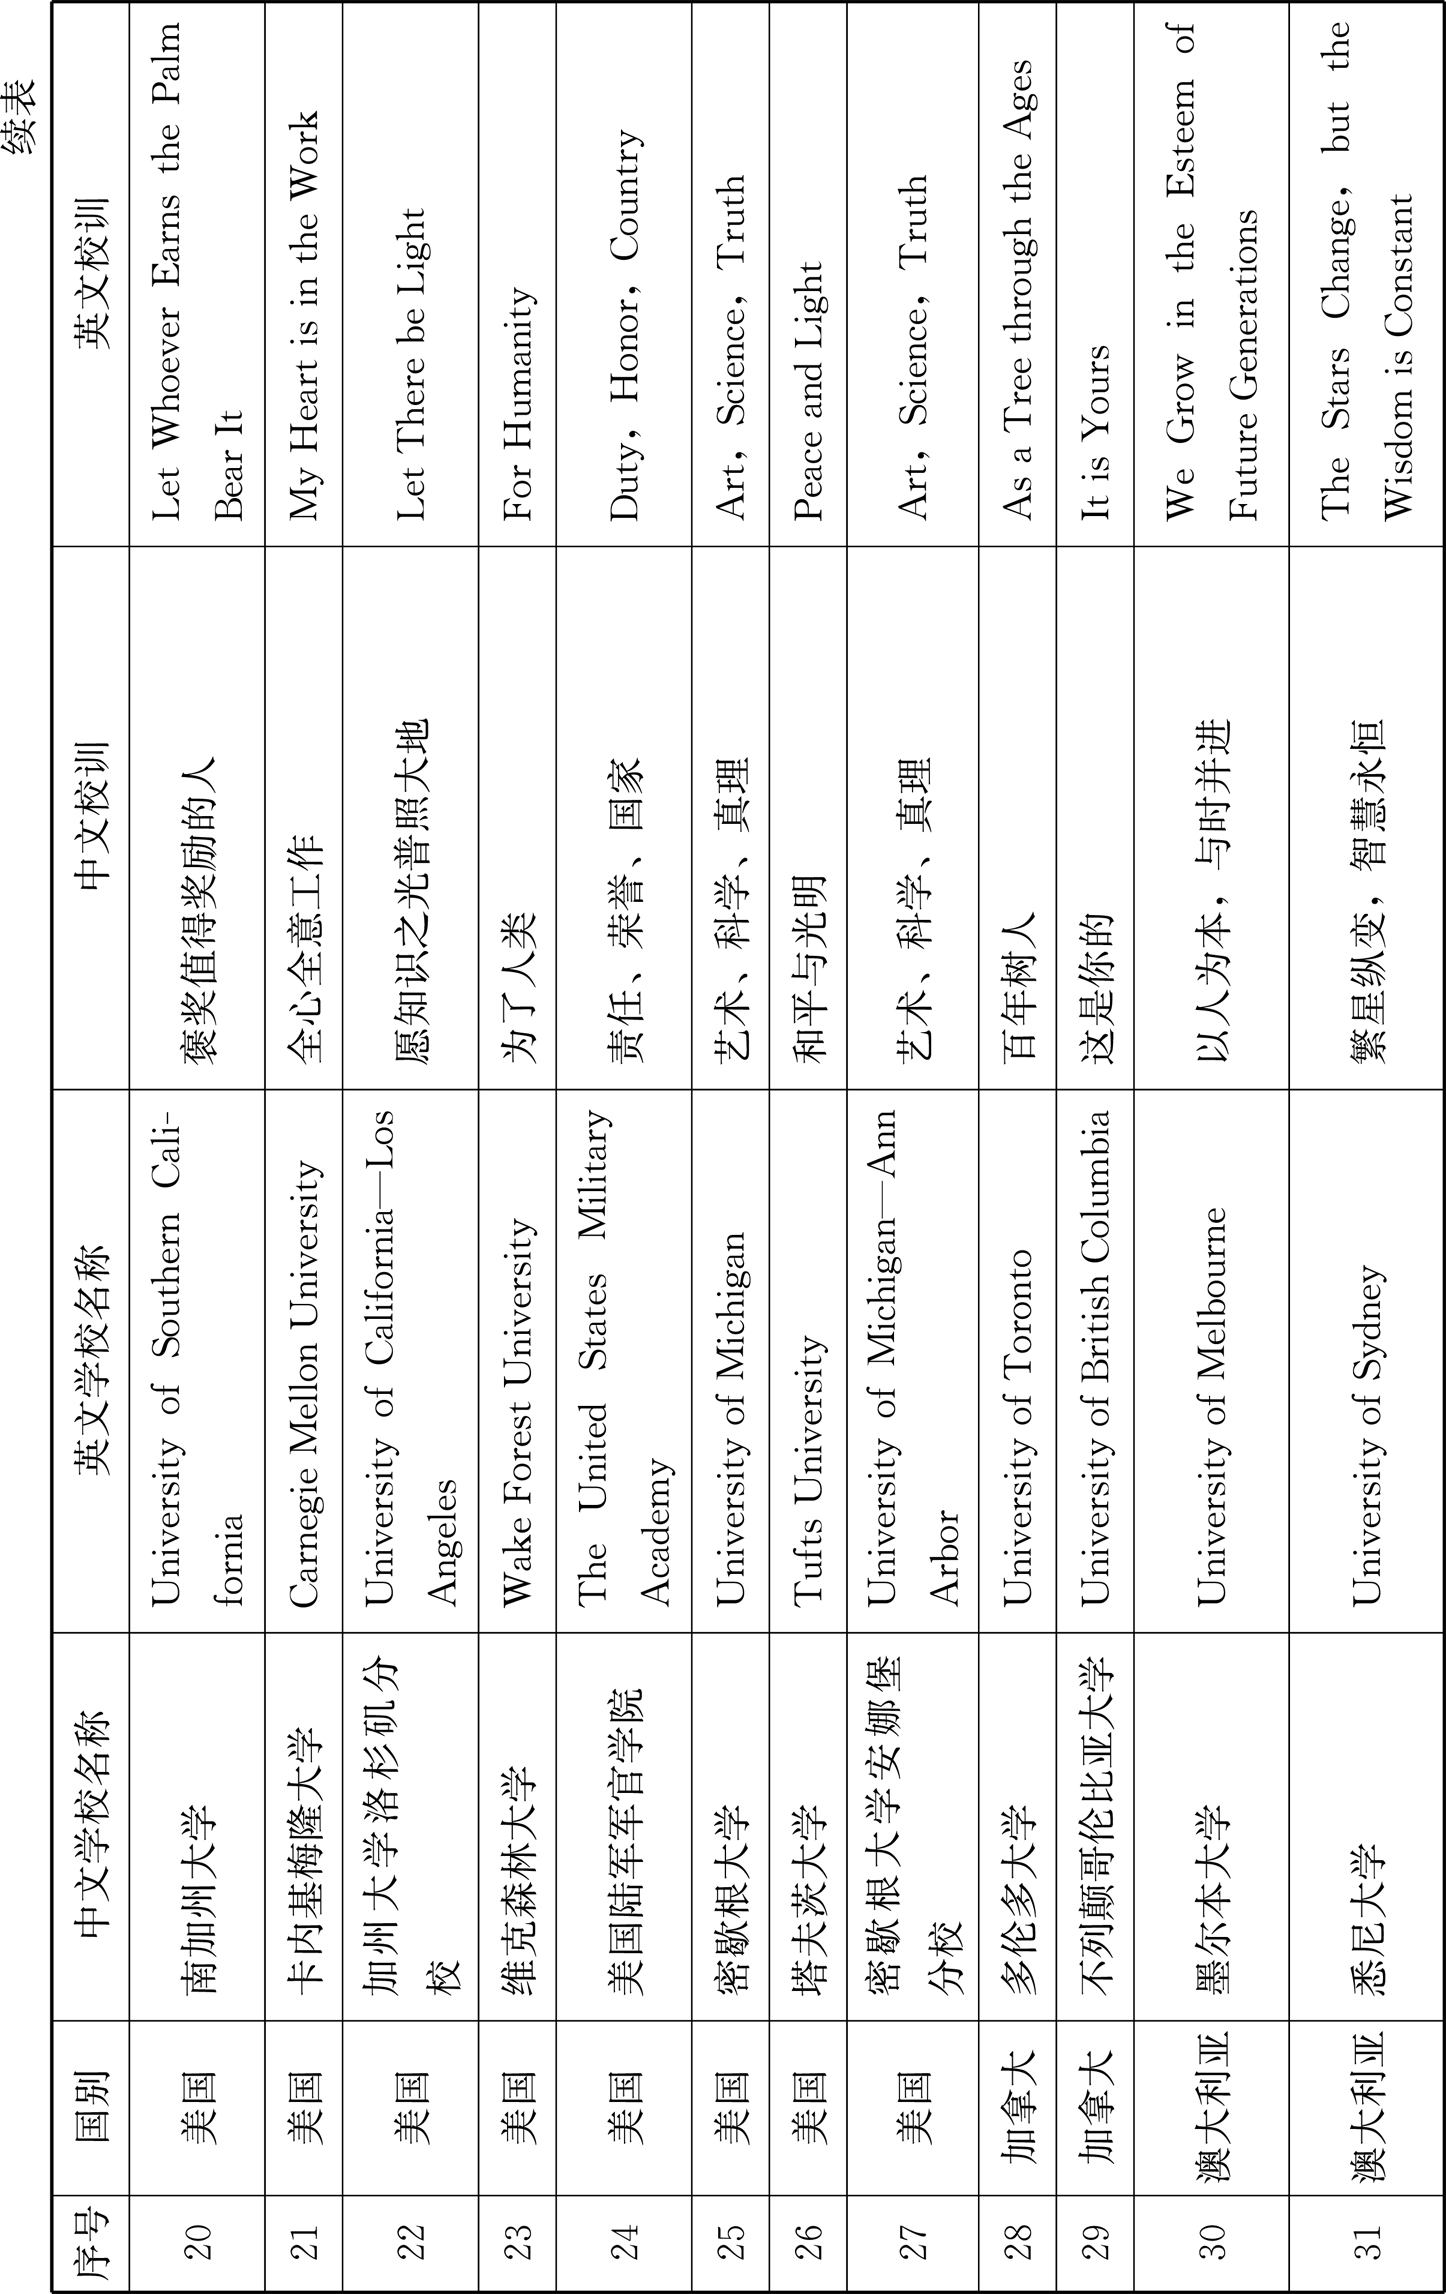 续表
序号 国别 中文学校名称 英文学校名称 中文校训 英文校训
20 美国 南加州大学 University of Southern Cali-
fornia 褒奖值得奖励的人 Let Whoever Earns the Palm
Bear It
21 美国 卡内基梅隆大学 Carnegie Mellon University 全心全意工作 My Heart is in the Work
22 美国 加州大学洛杉矶分
校 University of California—Los
Angeles 愿知识之光普照大地 Let There be Light
23 美国 维克森林大学 Wake Forest University 为了人类 For Humanity
24 美国 美国陆军军官学院 The United States Military
Academy 责任、荣誉、国家 Duty, Honor, Country
25 美国 密歇根大学 University of Michigan 艺术、科学、真理 Art, Science, Truth
26 美国 塔夫茨大学 Tufts University 和平与光明 Peace and Light
27 美国 密歇根大学安娜堡
分校 University of Michigan—Ann
Arbor 艺术、科学、真理 Art, Science, Truth
28 加拿大 多伦多大学 University of Toronto 百年树人 As a Tree through the Ages
29 加拿大 不列颠哥伦比亚大学 University of British Columbia 这是你的 It is Yours
30 澳大利亚 墨尔本大学 University of Melbourne 以人为本，与时并进 We Grow in the Esteem of
Future Generations
31 澳大利亚 悉尼大学 University of Sydney 繁星纵变，智慧永恒 The Stars Change, but the
Wisdom is Constant